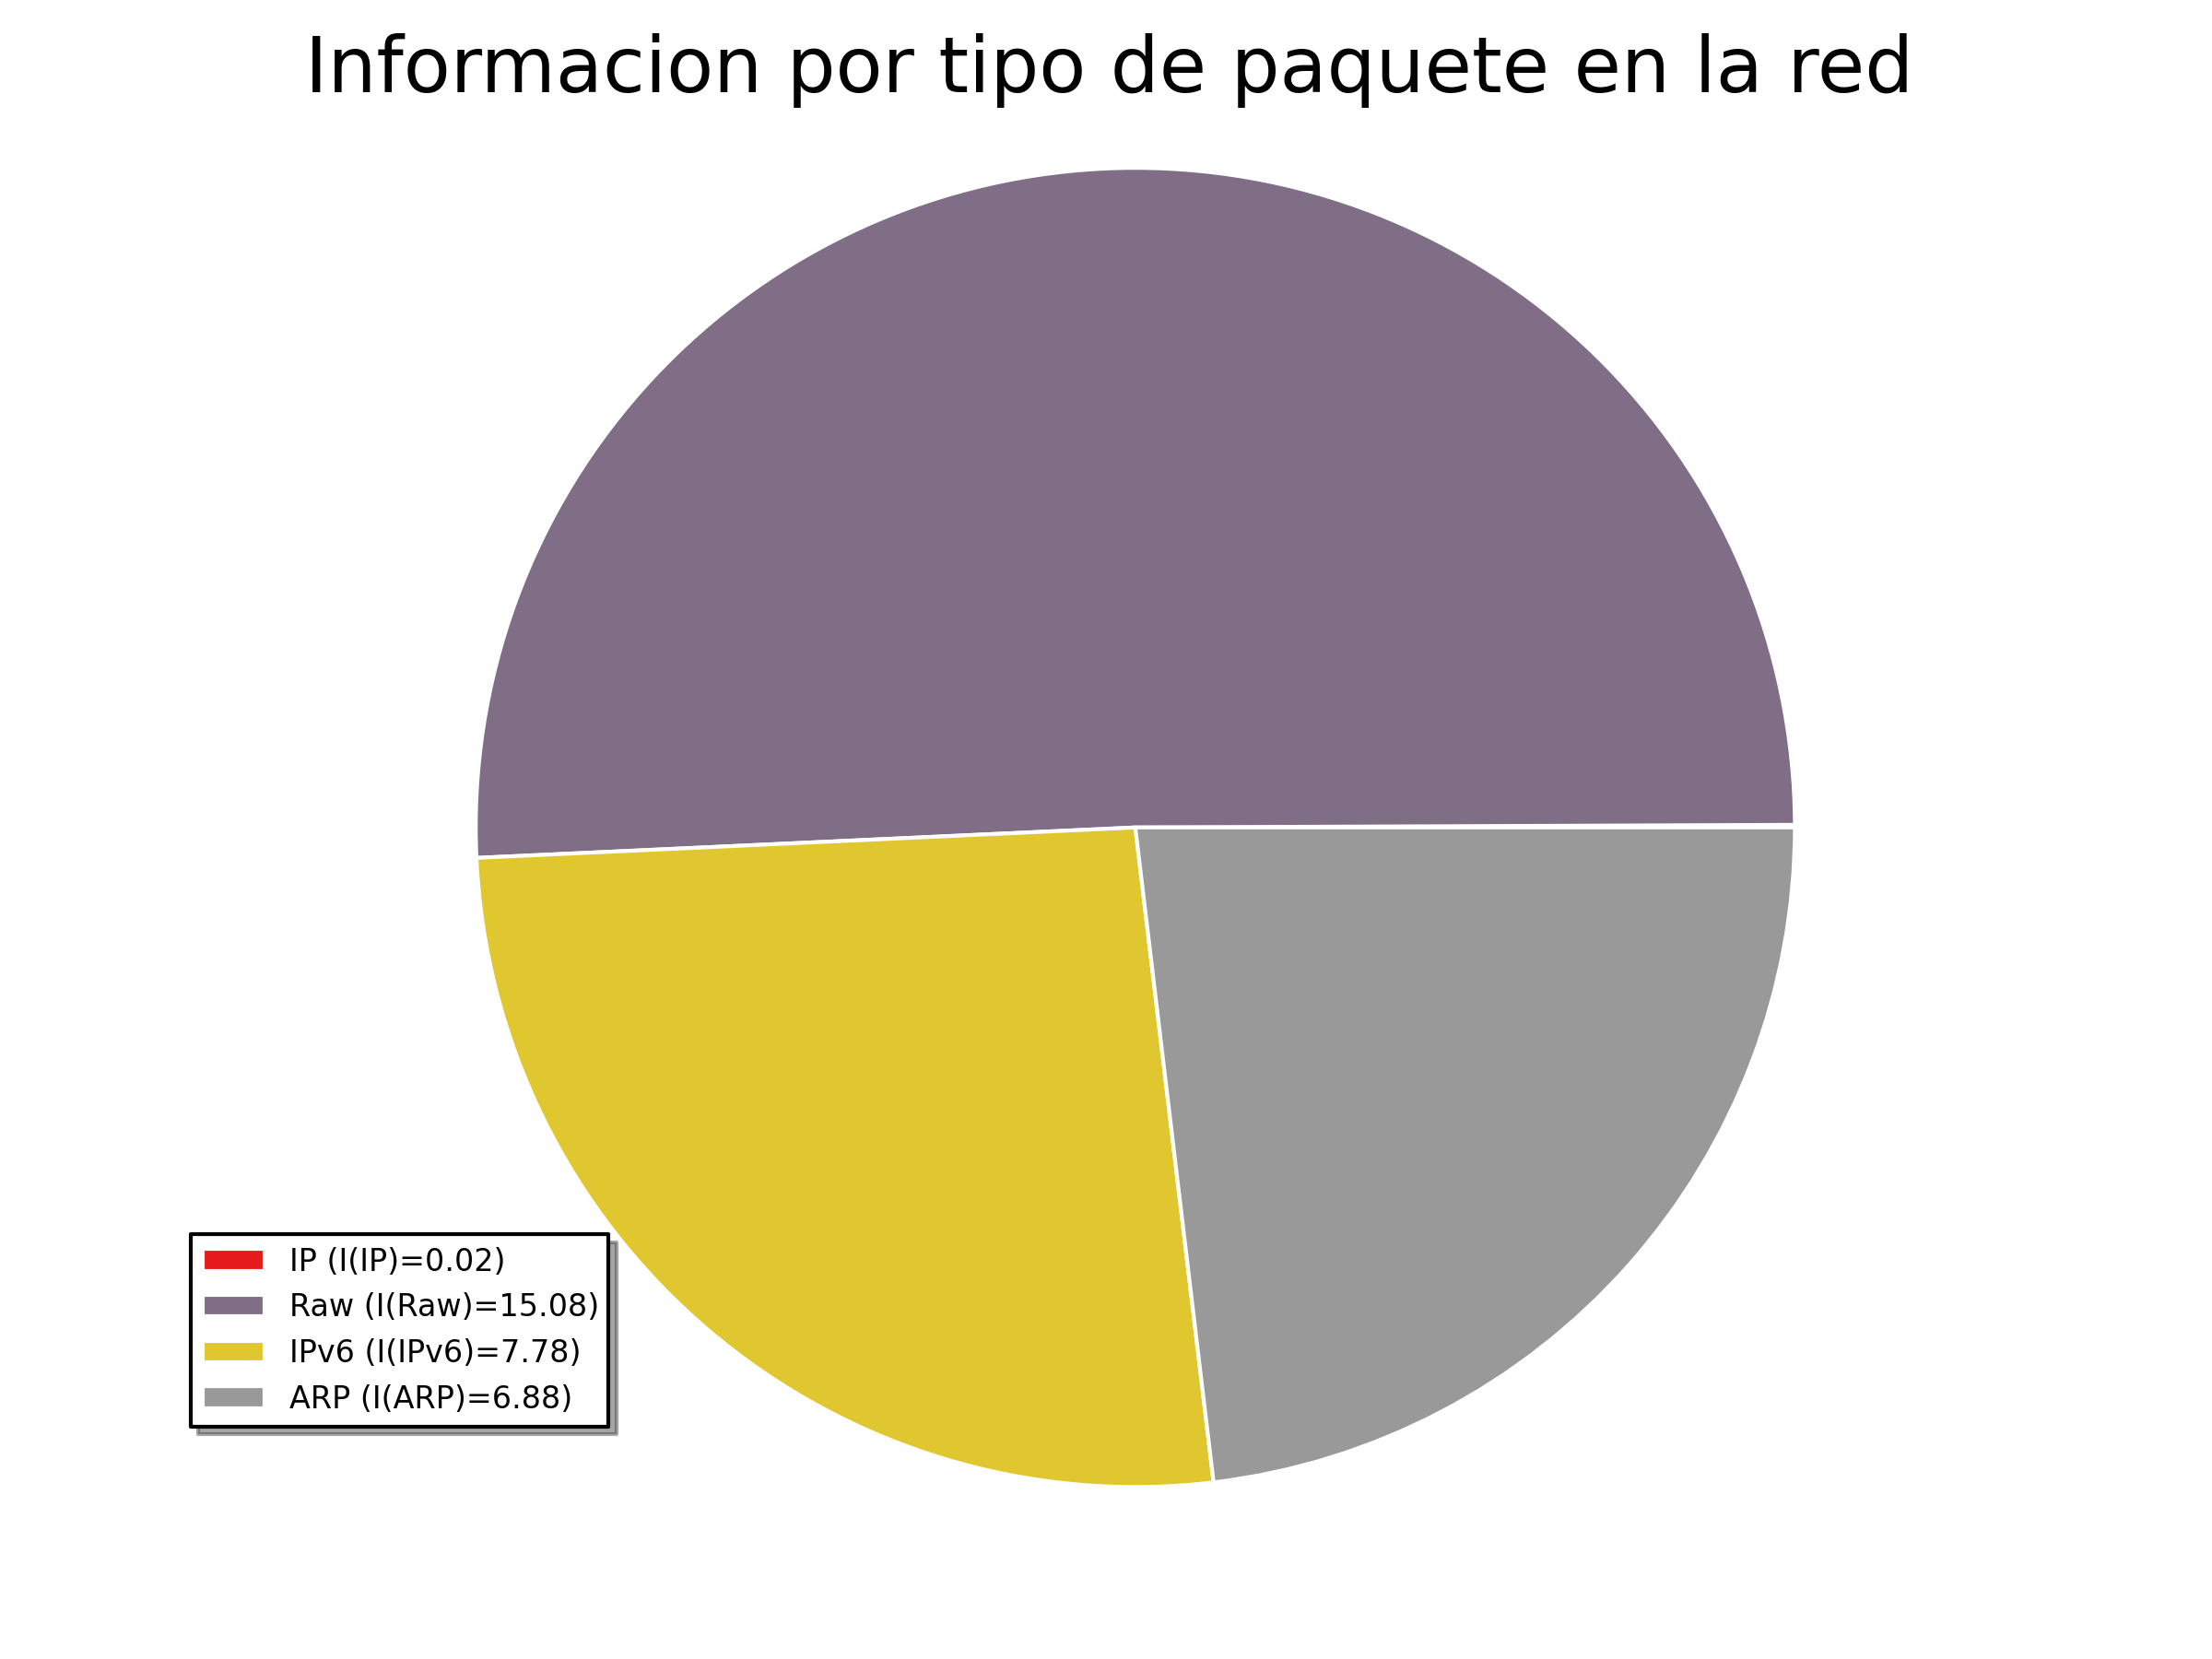 Informacion por tipo de paquete en la red
IP (I(IP)=0.02)
Raw (I(Raw)=15.08)
IPv6 (I(IPv6)=7.78)
ARP (I(ARP)=6.88)